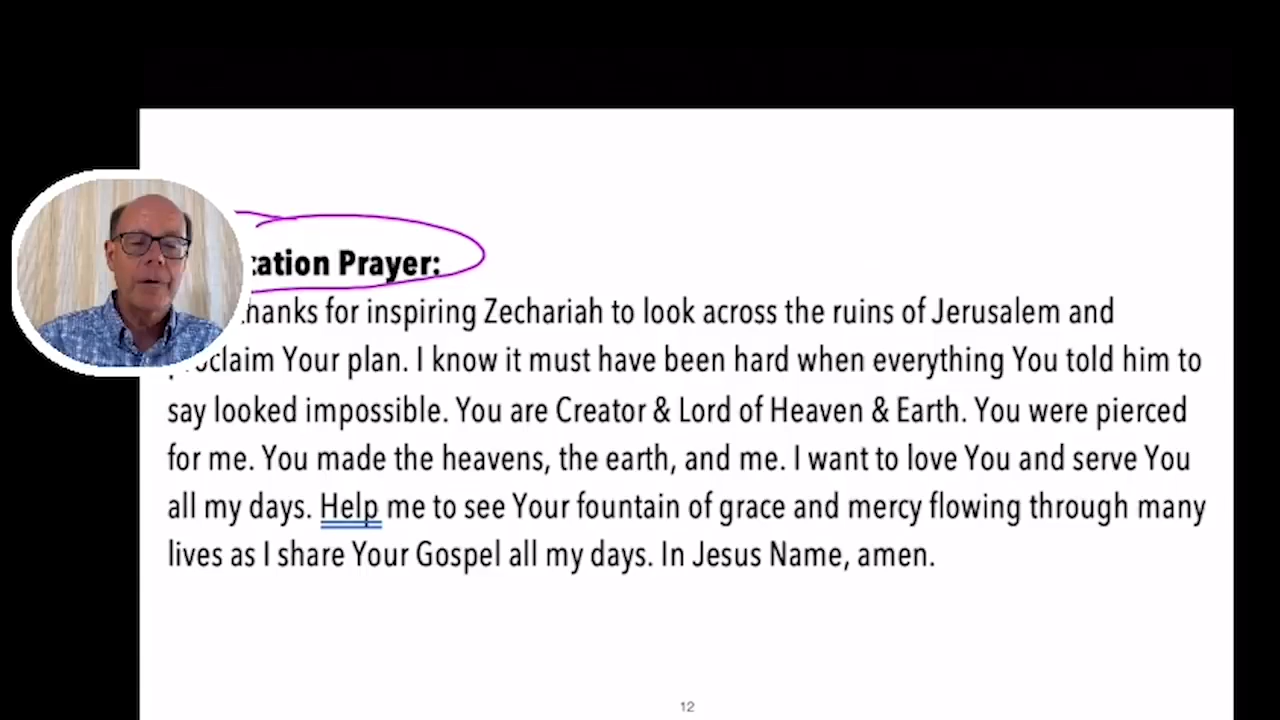 Prayer:
thanks for inspiring Zechariah to look across the ruins of Jerusalem and
Your plan. I know it must have been hard when everything You told him to
say looked impossible. You are Creator & Lord of Heaven & Earth. You were pierced
for me. You made the heavens, the earth, and me. I want to love You and serve You
all my days. Help me to see Your fountain of grace and mercy flowing through many
lives as I share Your Gospel all my days. In Jesus Name, amen.
12